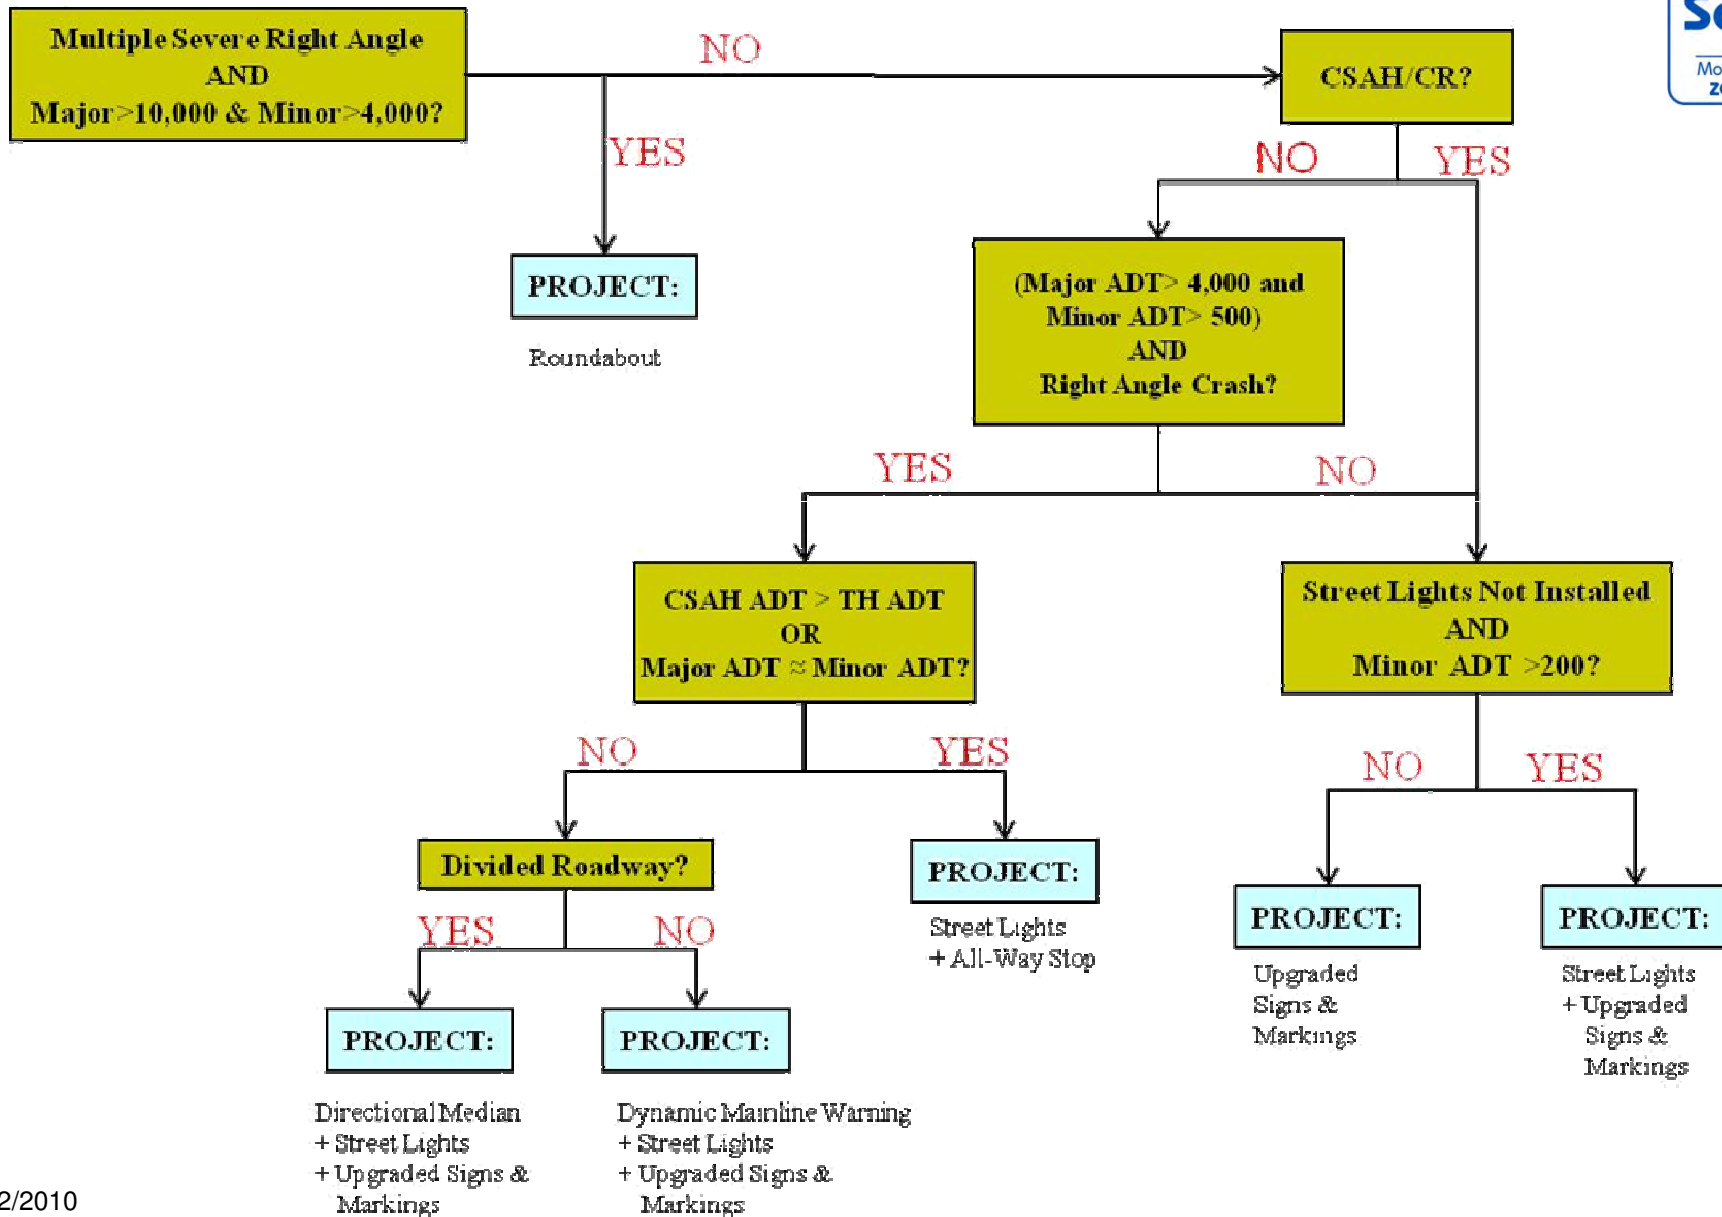 Multiple Severe Right Angle
AND
Major>10,000 & Minor>4,000?
NO
YES
CSAH/CR?
NO
YES
PROJECT:
Roundabout
(Major ADT> 4,000 and
Minor ADT> 500)
AND
Right Angle Crash?
YES
NO
CSAH ADT > TH ADT
OR
Major ADT ≈ Minor ADT?
Street Lights Not Installed
AND
Minor ADT >200?
NO
YES
NO
YES
Divided Roadway?
YES
NO
PROJECT:
Street Lights
+ All-Way Stop
PROJECT:
Upgraded
Signs &
Markings
PROJECT:
Street Lights
+ Upgraded
Signs &
Markings
PROJECT:
Directional Median
+ Street Lights
+ Upgraded Signs &
Markings
PROJECT:
Dynamic Mainline Warning
+ Street Lights
+ Upgraded Signs &
Markings
2/2010